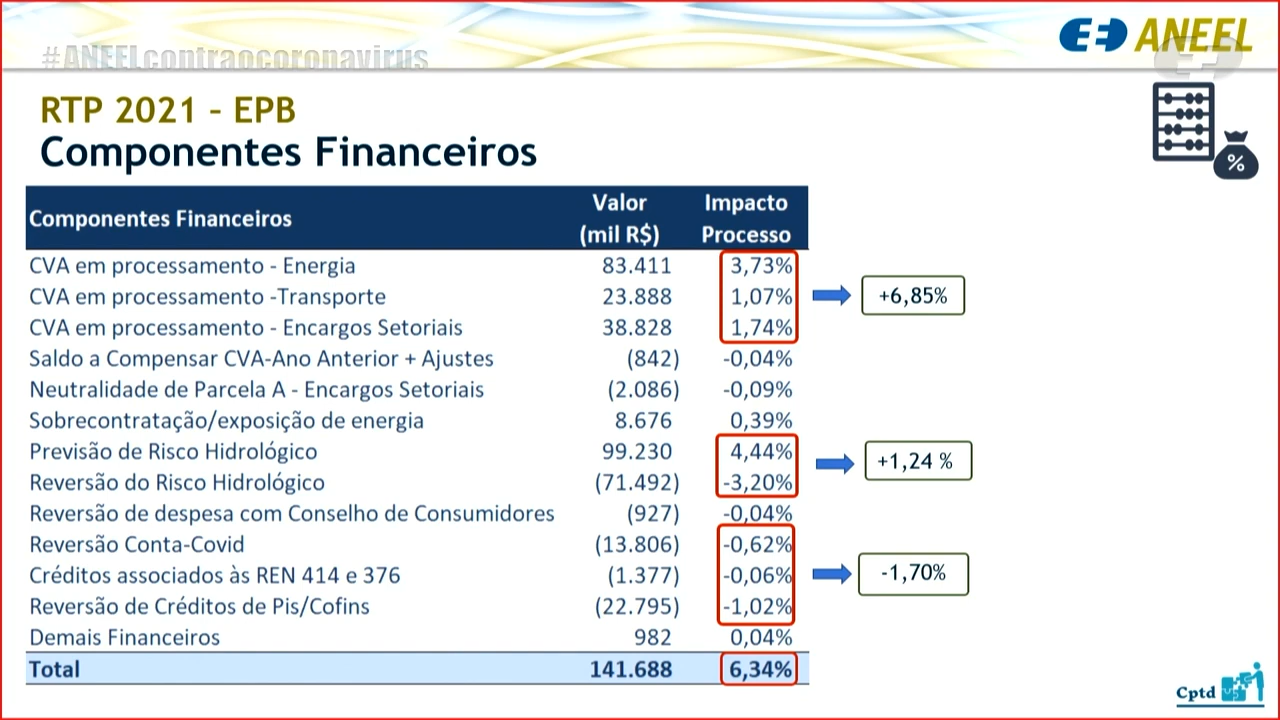 #ANEELcontraocoronavirus
ANEEL
RTP 2021 – EPB
Componentes Financeiros
Componentes Financeiros Valor (mil R$) Impacto Processo
CVA em processamento - Energia 83.411 3,73%
CVA em processamento -Transporte 23.888 1,07%
+6,85%
CVA em processamento - Encargos Setoriais 38.828 1,74%
Saldo a Compensar CVA-Ano Anterior + Ajustes (842) -0,04%
Neutralidade de Parcela A - Encargos Setoriais (2.086) -0,09%
Sobrecontratação/exposição de energia 8.676 0,39%
Previsão de Risco Hidrológico 99.230 4,44%
+1,24 %
Reversão do Risco Hidrológico (71.492) -3,20%
Reversão de despesa com Conselho de Consumidores (927) -0,04%
Reversão Conta-Covid (13.806) -0,62%
Créditos associados às REN 414 e 376 (1.377) -0,06%
-1,70%
Reversão de Créditos de Pis/Cofins (22.795) -1,02%
Demais Financeiros 982 0,04%
Total 141.688 6,34%
%
Cptd